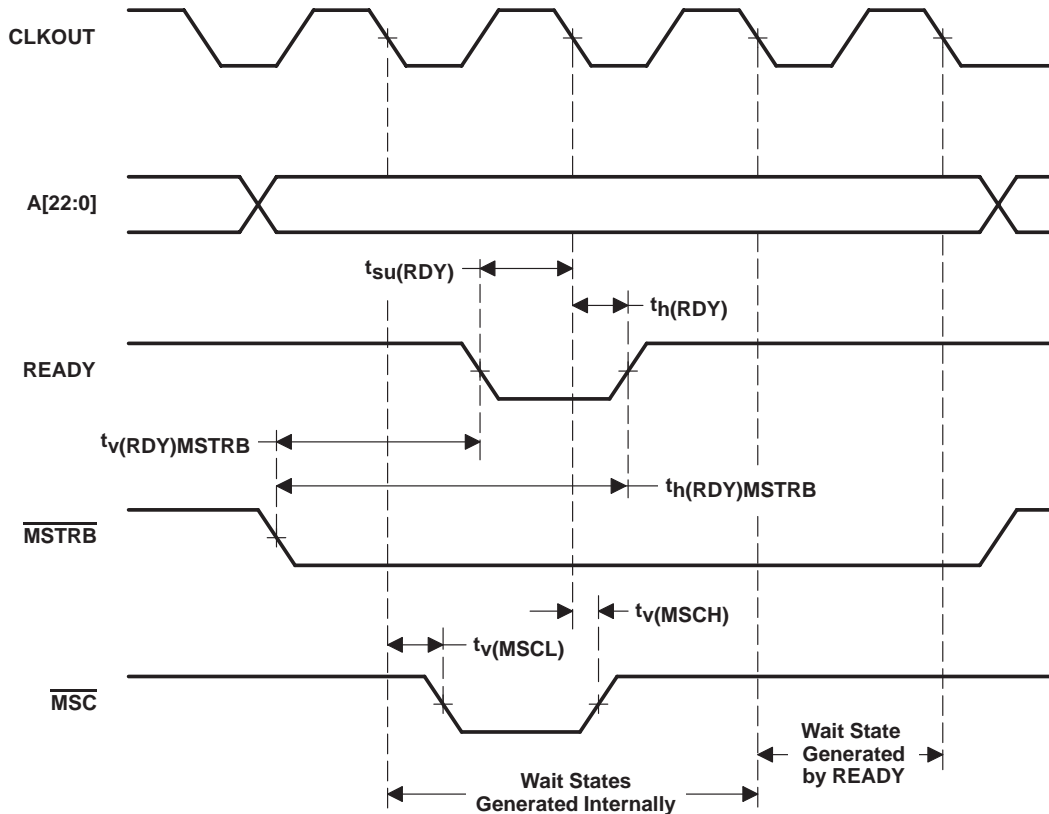 CLKOUT
A[22:0]
tsu(RDY)
th(RDY)
READY
tv(RDY)MSTRB
th(RDY)MSTRB
MSTRB
tv(MSCH)
tv(MSCL)
MSC
Wait State
Generated
by READY
Wait States
Generated Internally